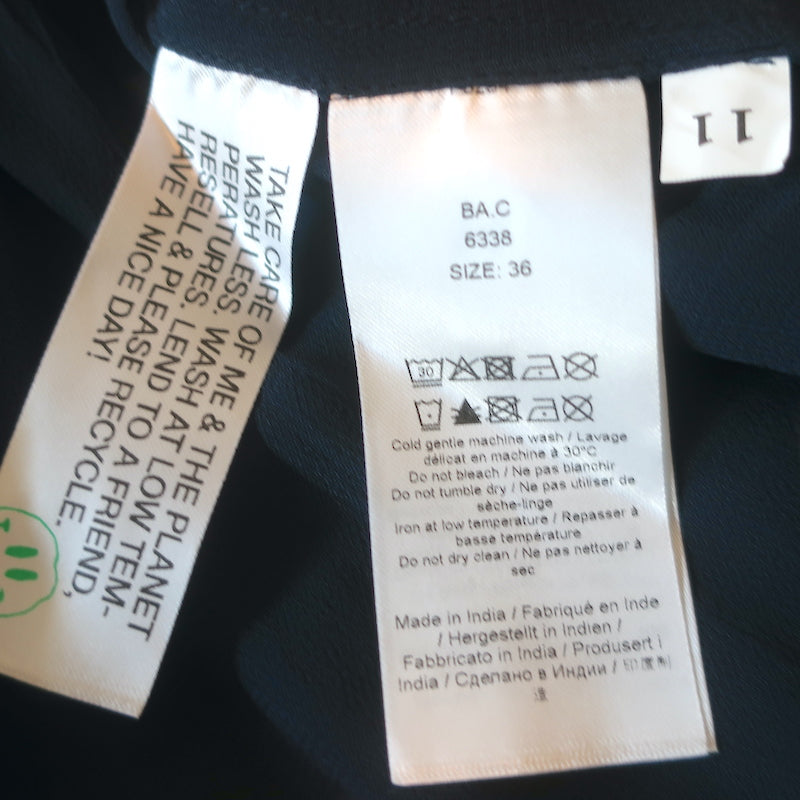 TAKE CARE OF ME & THE PLANET
WASH LESS. WASH AT LOW TEM-
PERATURES. LEND TO A FRIEND,
RESELL & PLEASE RECYCLE.
HAVE A NICE DAY!
BA.C
6338
SIZE: 36
30
Cold gentle machine wash / Lavage
délicat en machine à 30°C
Do not bleach / Ne pas blanchir
Do not tumble dry / Ne pas utiliser de
sèche-linge
Iron at low temperature / Repasser à
basse température
Do not dry clean / Ne pas nettoyer à
sec
Made in India / Fabriqué en Inde
/ Hergestellt in Indien /
Fabbricato in India / Produsert i
India / Сделано в Индии / 印度制
造
11